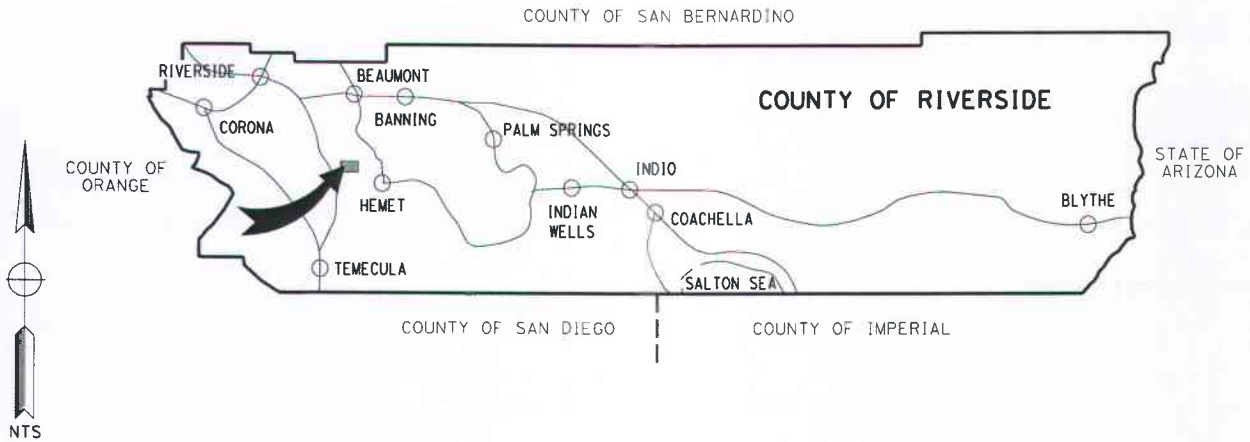 COUNTY OF SAN BERNARDINO
RIVERSIDE
BEAUMONT
COUNTY OF RIVERSIDE
CORONA
BANNING
PALM SPRINGS
COUNTY OF
ORANGE
STATE OF
ARIZONA
INDIO
HEMET
INDIAN
WELLS
COACHELLA
BLYTHE
TEMECULA
SALTON SEA
COUNTY OF SAN DIEGO
COUNTY OF IMPERIAL
NTS